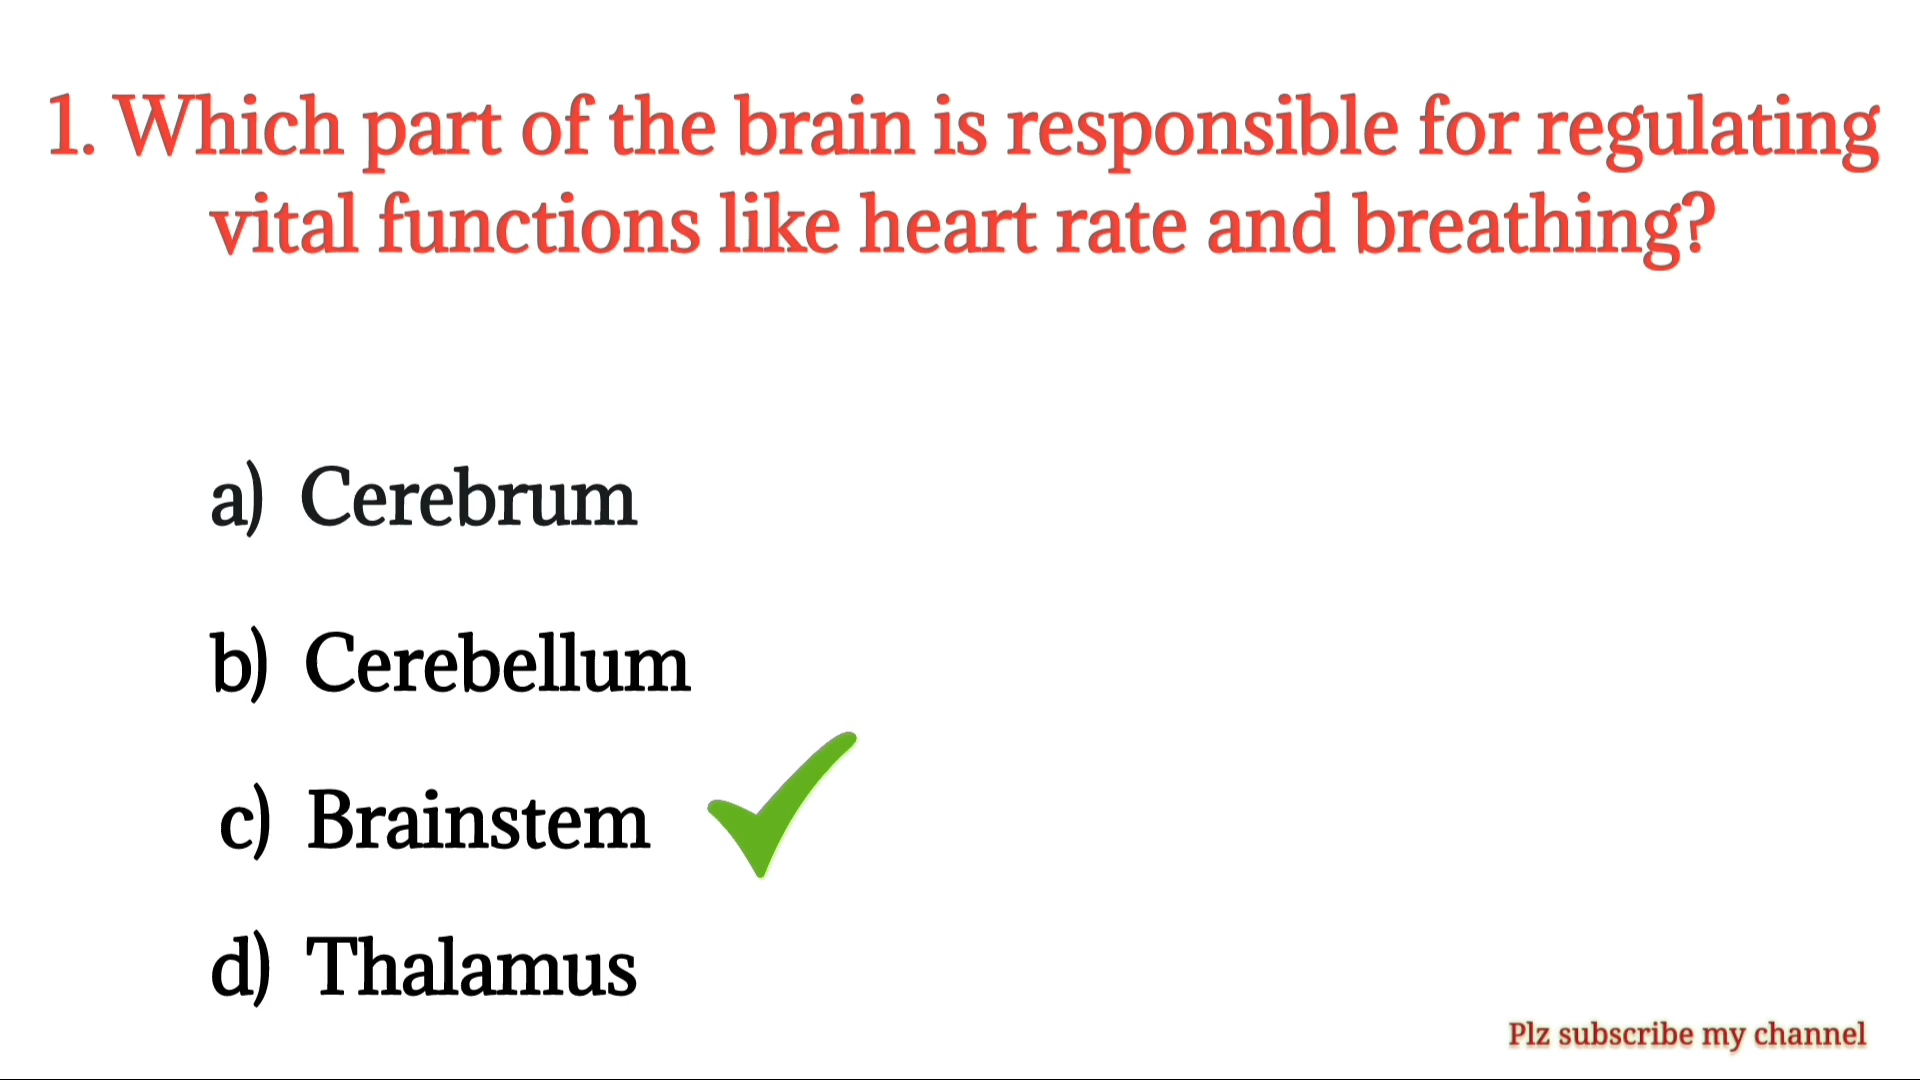 1. Which part of the brain is responsible for regulating
vital functions like heart rate and breathing?
a) Cerebrum
b) Cerebellum
c) Brainstem
d) Thalamus
Plz subscribe my channel